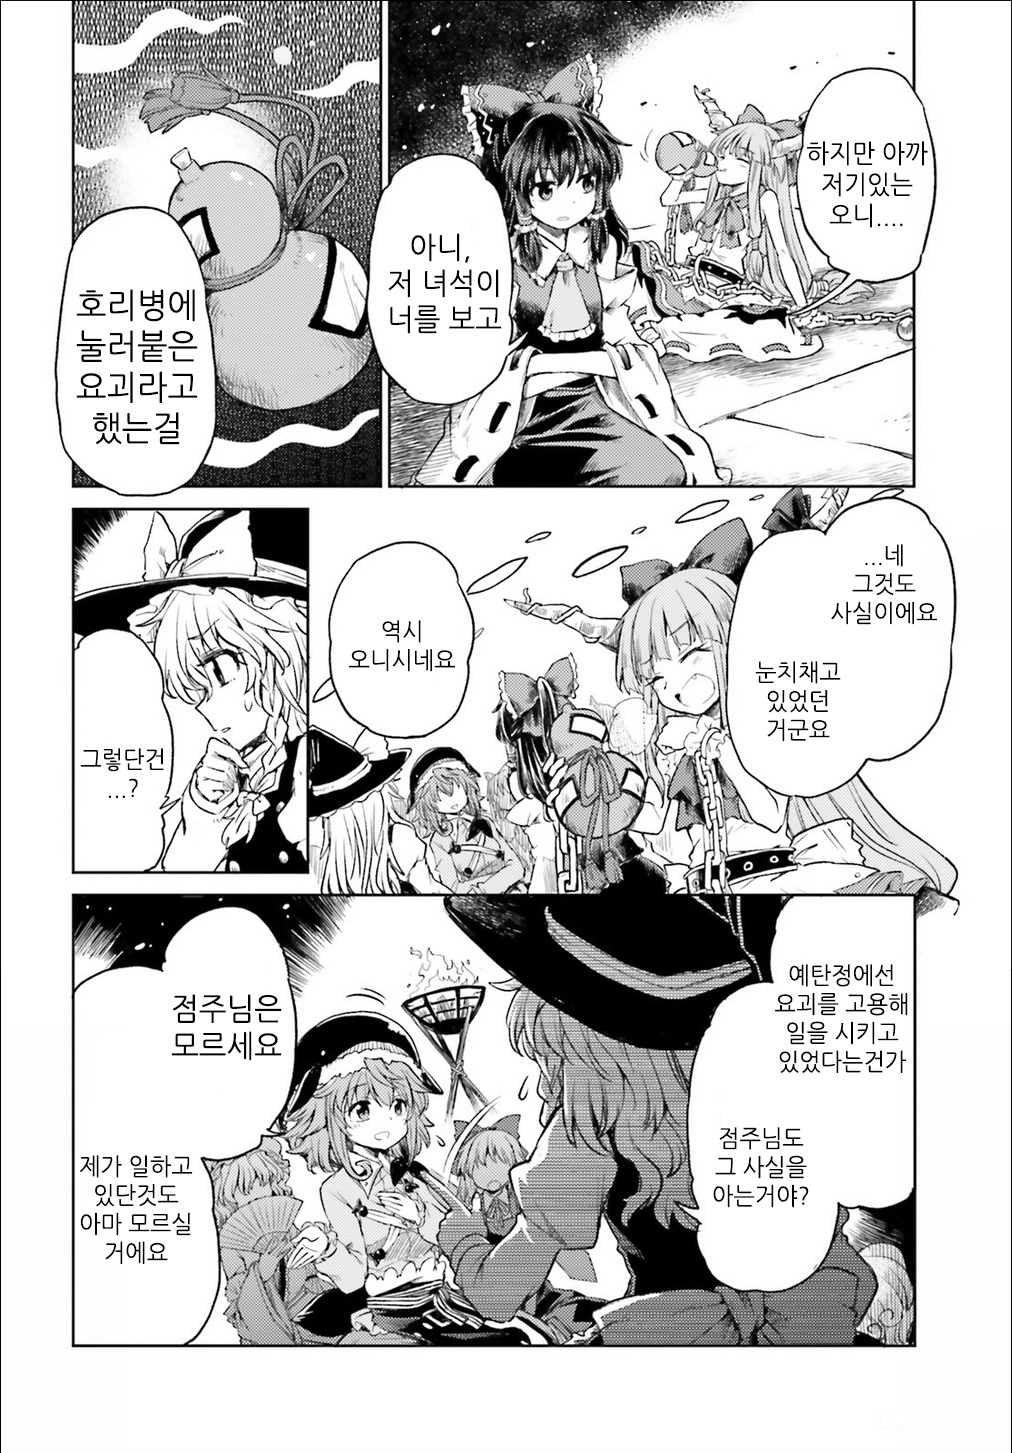 하지만 아까
저기있는
오니....
아니,
저 녀석이
너를 보고
호리병에
눌러붙은
요괴라고
했는걸
...네
그것도
사실이에요
눈치채고
있었던
거군요
역시
오니시네요
그렇단건
...?
예탄정에선
요괴를 고용해
일을 시키고
있었다는건가
점주님도
그 사실을
아는거야?
점주님은
모르세요
제가 일하고
있단것도
아마 모르실
거에요